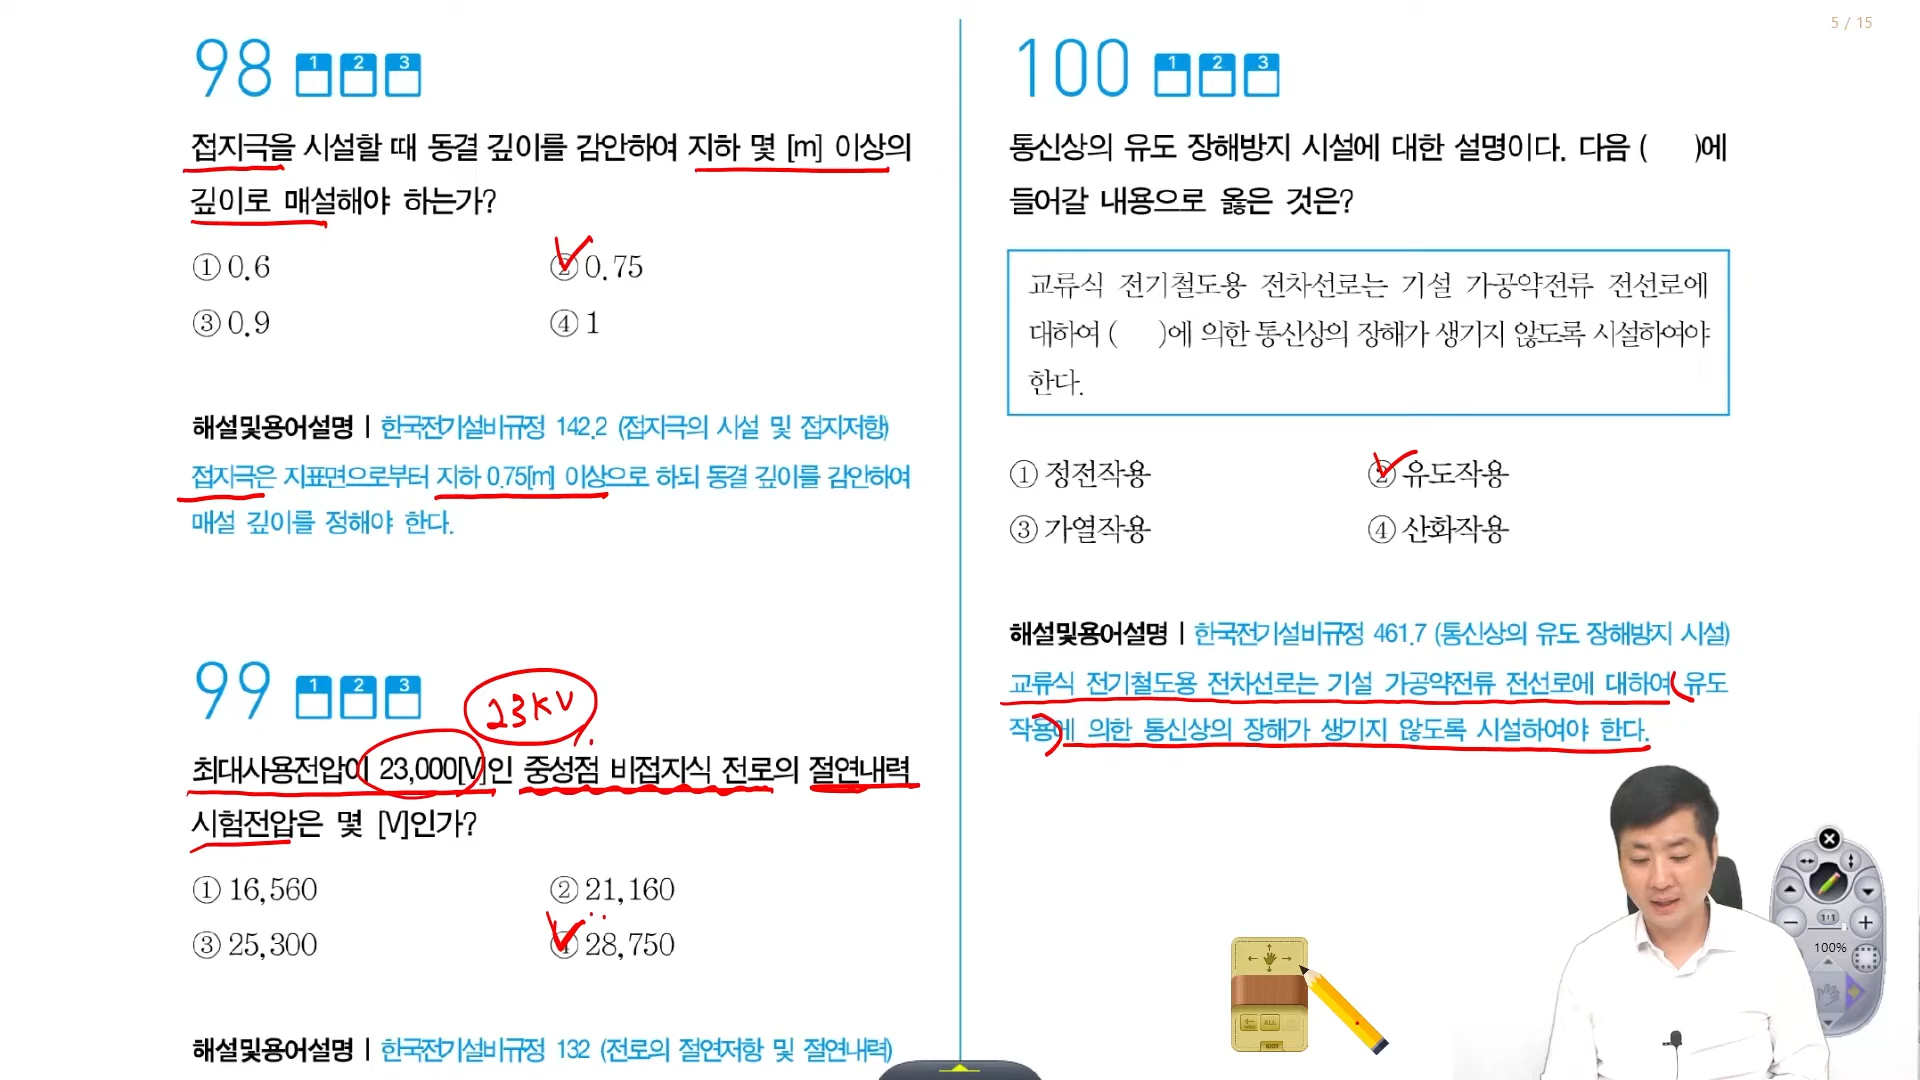 5 / 15
98 1 2 3
접지극을 시설할 때 동결 깊이를 감안하여 지하 몇 [m] 이상의
깊이로 매설해야 하는가?
① 0.6
② 0.75
③ 0.9
④ 1
해설및용어설명 | 한국전기설비규정 142.2 (접지극의 시설 및 접지저항)
접지극은 지표면으로부터 지하 0.75[m] 이상으로 하되 동결 깊이를 감안하여
매설 깊이를 정해야 한다.
99 1 2 3
23KV
최대사용전압이 23,000[V]인 중성점 비접지식 전로의 절연내력
시험전압은 몇 [V]인가?
① 16,560
② 21,160
③ 25,300
④ 28,750
해설및용어설명 | 한국전기설비규정 132 (전로의 절연저항 및 절연내력)
100 1 2 3
통신상의 유도 장해방지 시설에 대한 설명이다. 다음 ( )에
들어갈 내용으로 옳은 것은?
교류식 전기철도용 전차선로는 기설 가공약전류 전선로에
대하여 ( )에 의한 통신상의 장해가 생기지 않도록 시설하여야
한다.
① 정전작용
② 유도작용
③ 가열작용
④ 산화작용
해설및용어설명 | 한국전기설비규정 461.7 (통신상의 유도 장해방지 시설)
교류식 전기철도용 전차선로는 기설 가공약전류 전선로에 대하여 유도
작용에 의한 통신상의 장해가 생기지 않도록 시설하여야 한다.
1:1
100%
ALL
EXIT